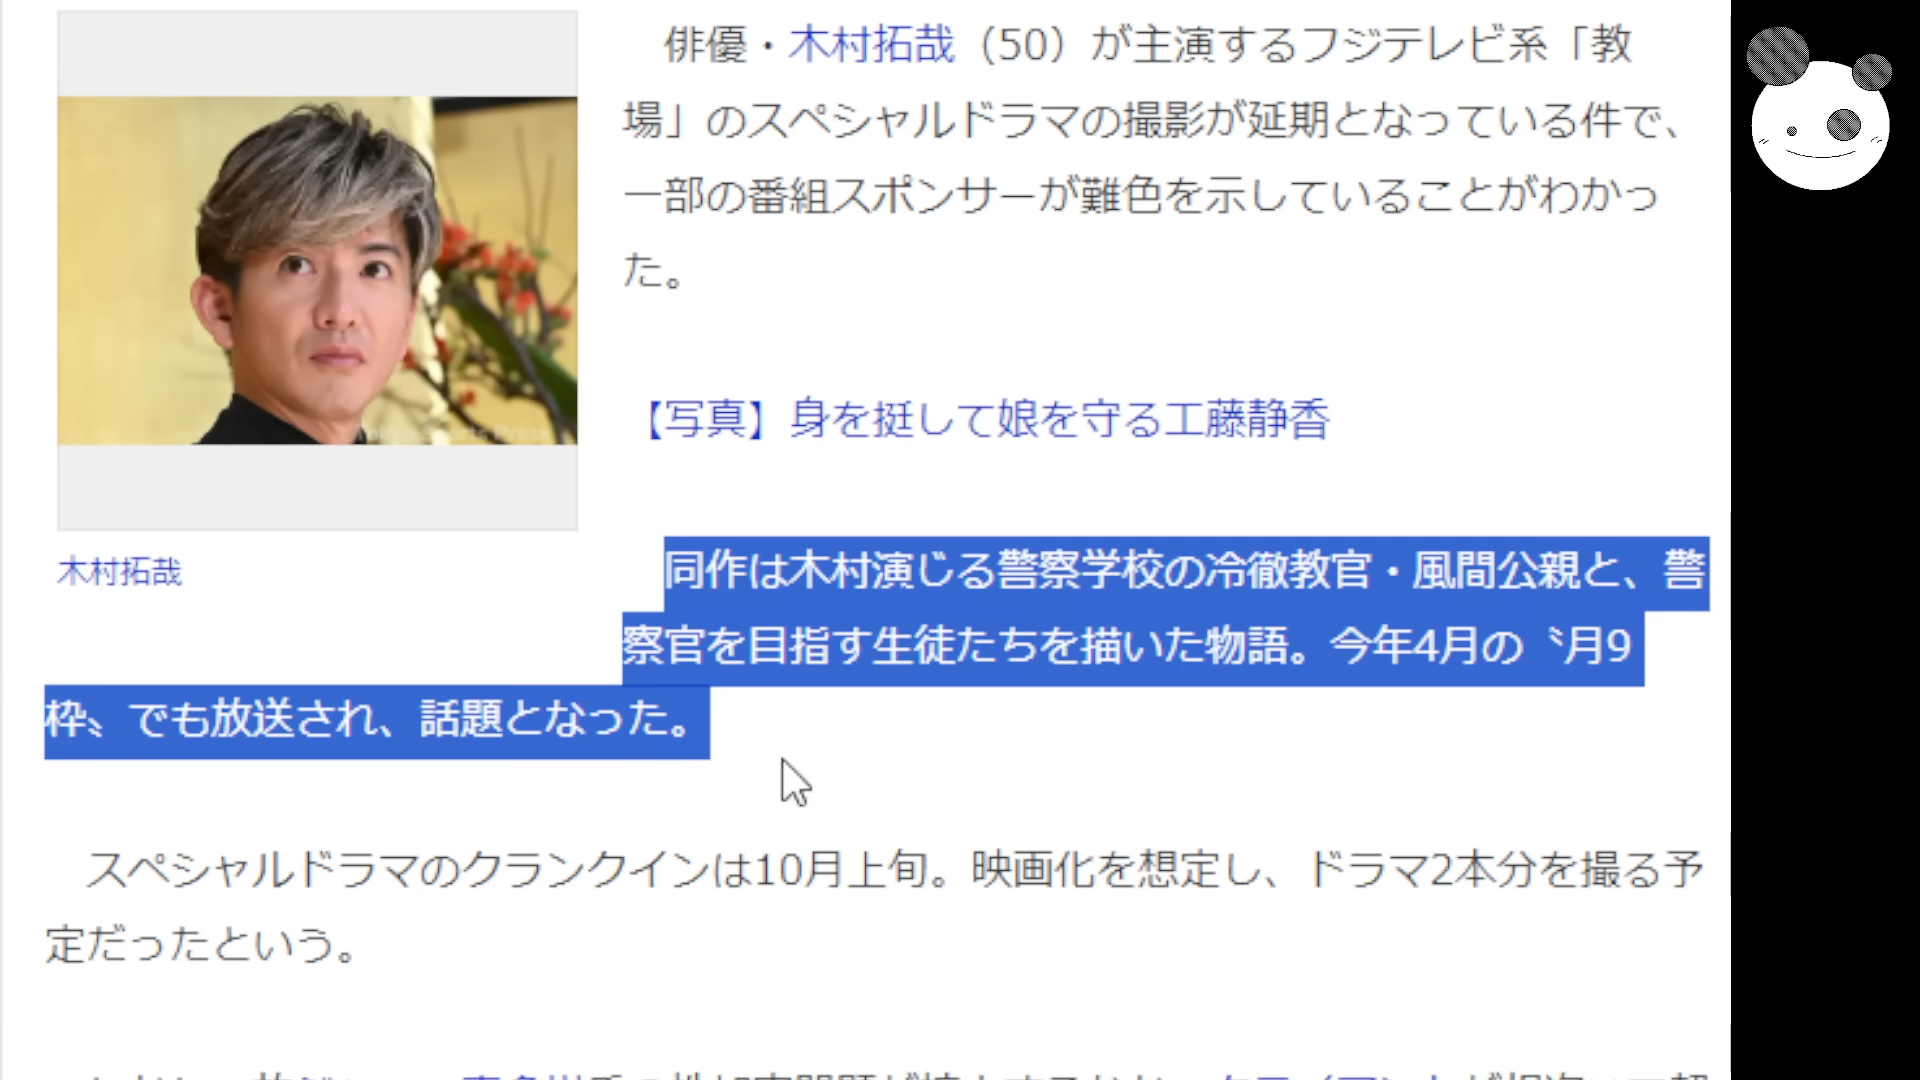 俳優・木村拓哉（50）が主演するフジテレビ系「教
場」のスペシャルドラマの撮影が延期となっている件で、
一部の番組スポンサーが難色を示していることがわかっ
た。
【写真】身を挺して娘を守る工藤静香
木村拓哉
同作は木村演じる警察学校の冷徹教官・風間公親と、警
察官を目指す生徒たちを描いた物語。今年4月の〝月9
枠〟でも放送され、話題となった。
スペシャルドラマのクランクインは10月上旬。映画化を想定し、ドラマ2本分を撮る予
定だったという。